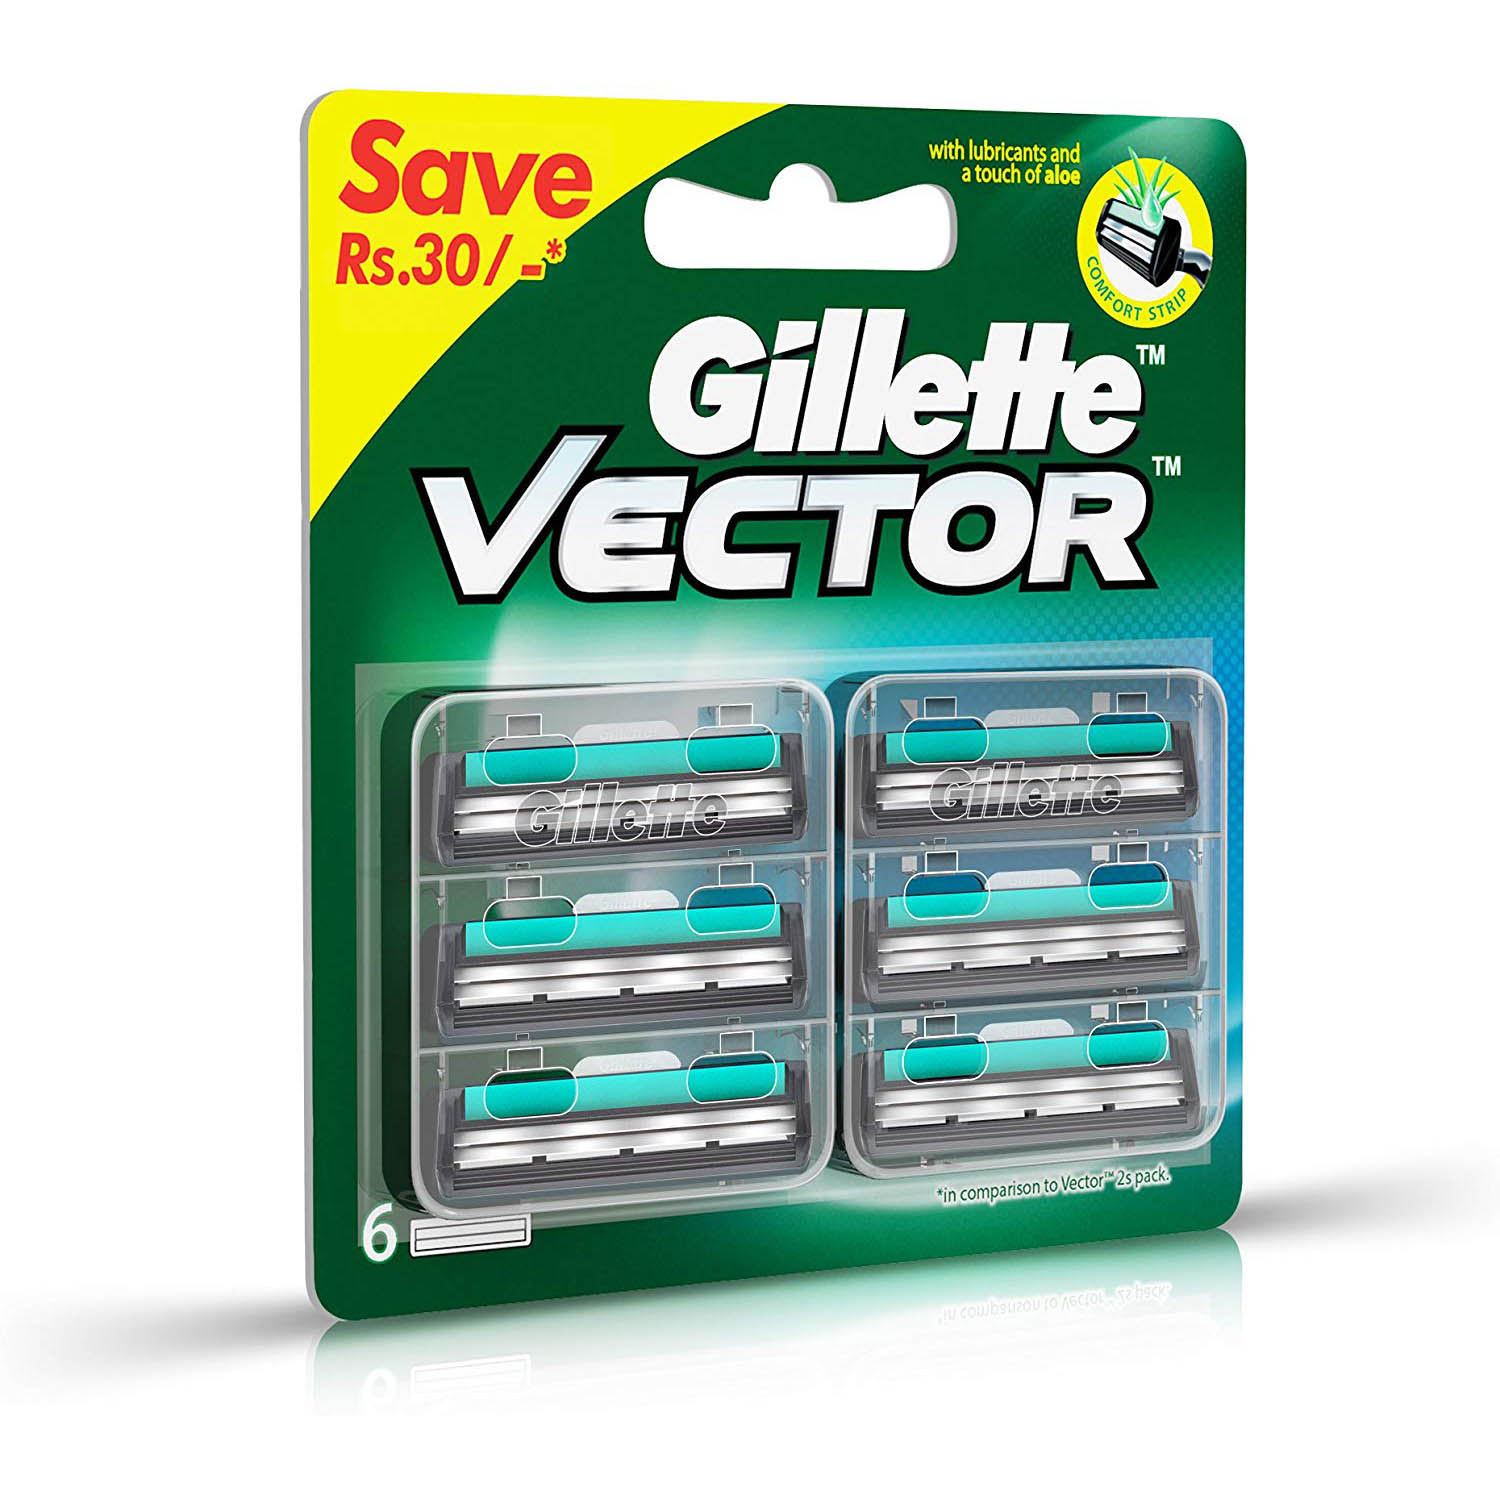 Save
Rs.30/-*
with lubricants and
a touch of aloe
COMFORT STRIP
Gillette™
VECTOR™
Gillette
Gillette
*in comparison to Vector™ 2s pack.
6